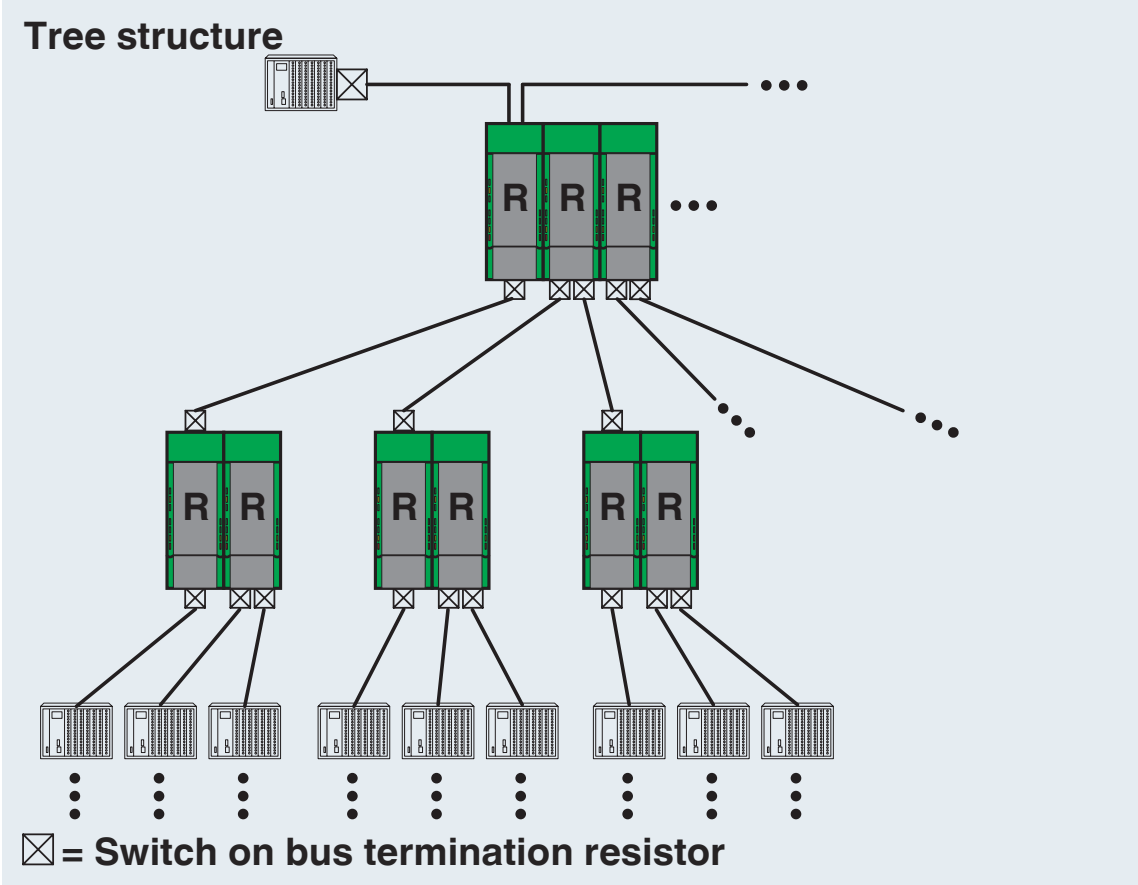 Tree structure
R R R
R R R R R R
= Switch on bus termination resistor